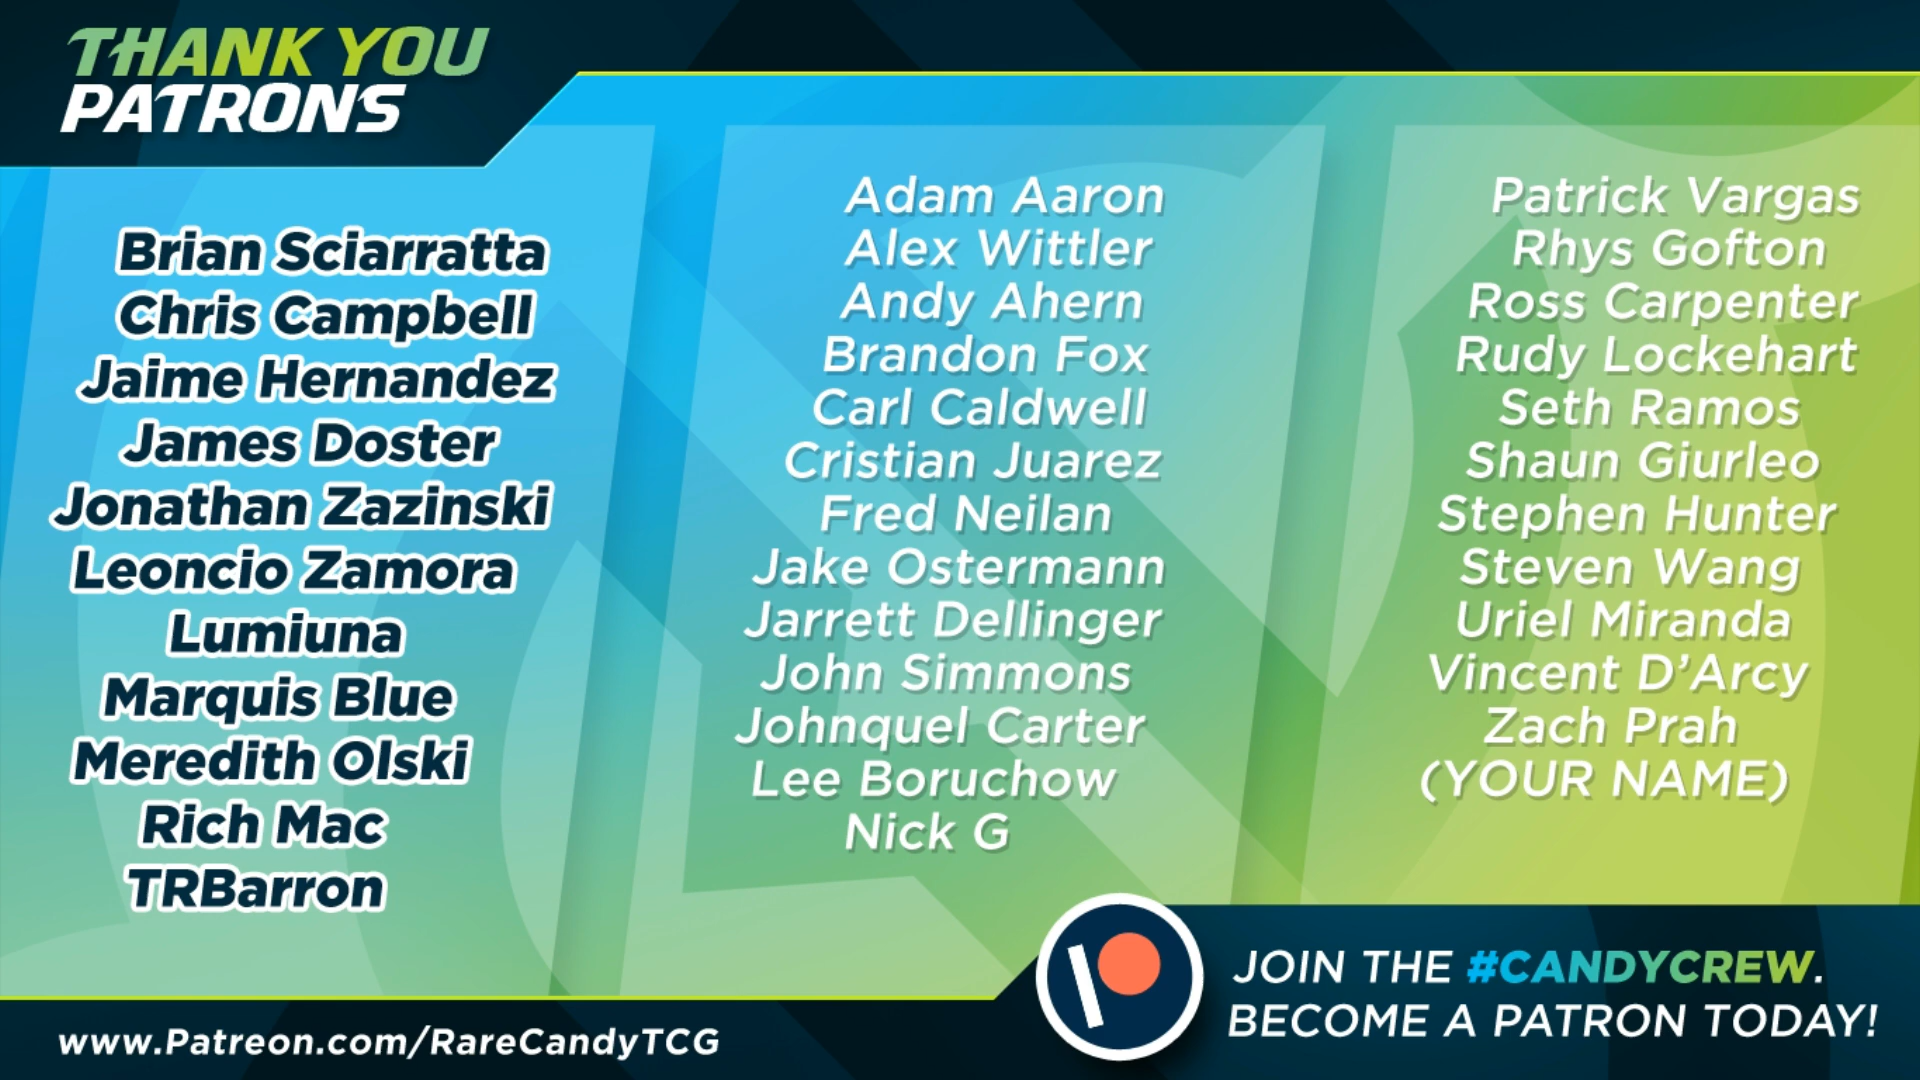 THANK YOU
PATRONS
Brian Sciarratta
Chris Campbell
Jaime Hernandez
James Doster
Jonathan Zazinski
Leoncio Zamora
Lumiuna
Marquis Blue
Meredith Olski
Rich Mac
TRBarron
Adam Aaron
Alex Wittler
Andy Ahern
Brandon Fox
Carl Caldwell
Cristian Juarez
Fred Neilan
Jake Ostermann
Jarrett Dellinger
John Simmons
Johnquel Carter
Lee Boruchow
Nick G
Patrick Vargas
Rhys Gofton
Ross Carpenter
Rudy Lockehart
Seth Ramos
Shaun Giurleo
Stephen Hunter
Steven Wang
Uriel Miranda
Vincent D’Arcy
Zach Prah
(YOUR NAME)
www.Patreon.com/RareCandyTCG
JOIN THE #CANDYCREW.
BECOME A PATRON TODAY!